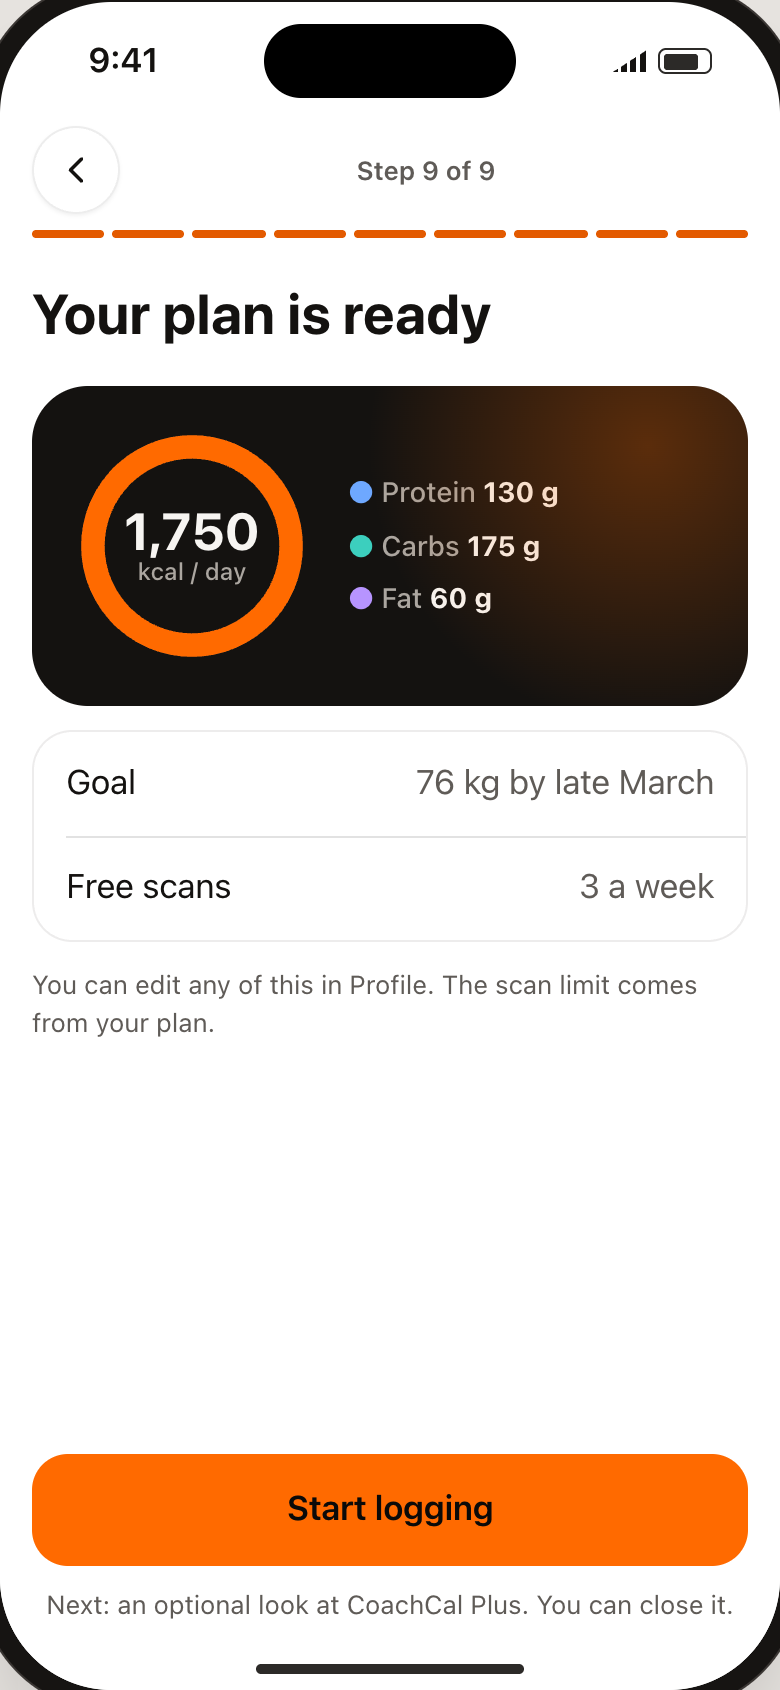 9:41
Step 9 of 9
Your plan is ready
1,750
kcal / day
Protein 130 g
Carbs 175 g
Fat 60 g
Goal 76 kg by late March
Free scans 3 a week
You can edit any of this in Profile. The scan limit comes
from your plan.
Start logging
Next: an optional look at CoachCal Plus. You can close it.